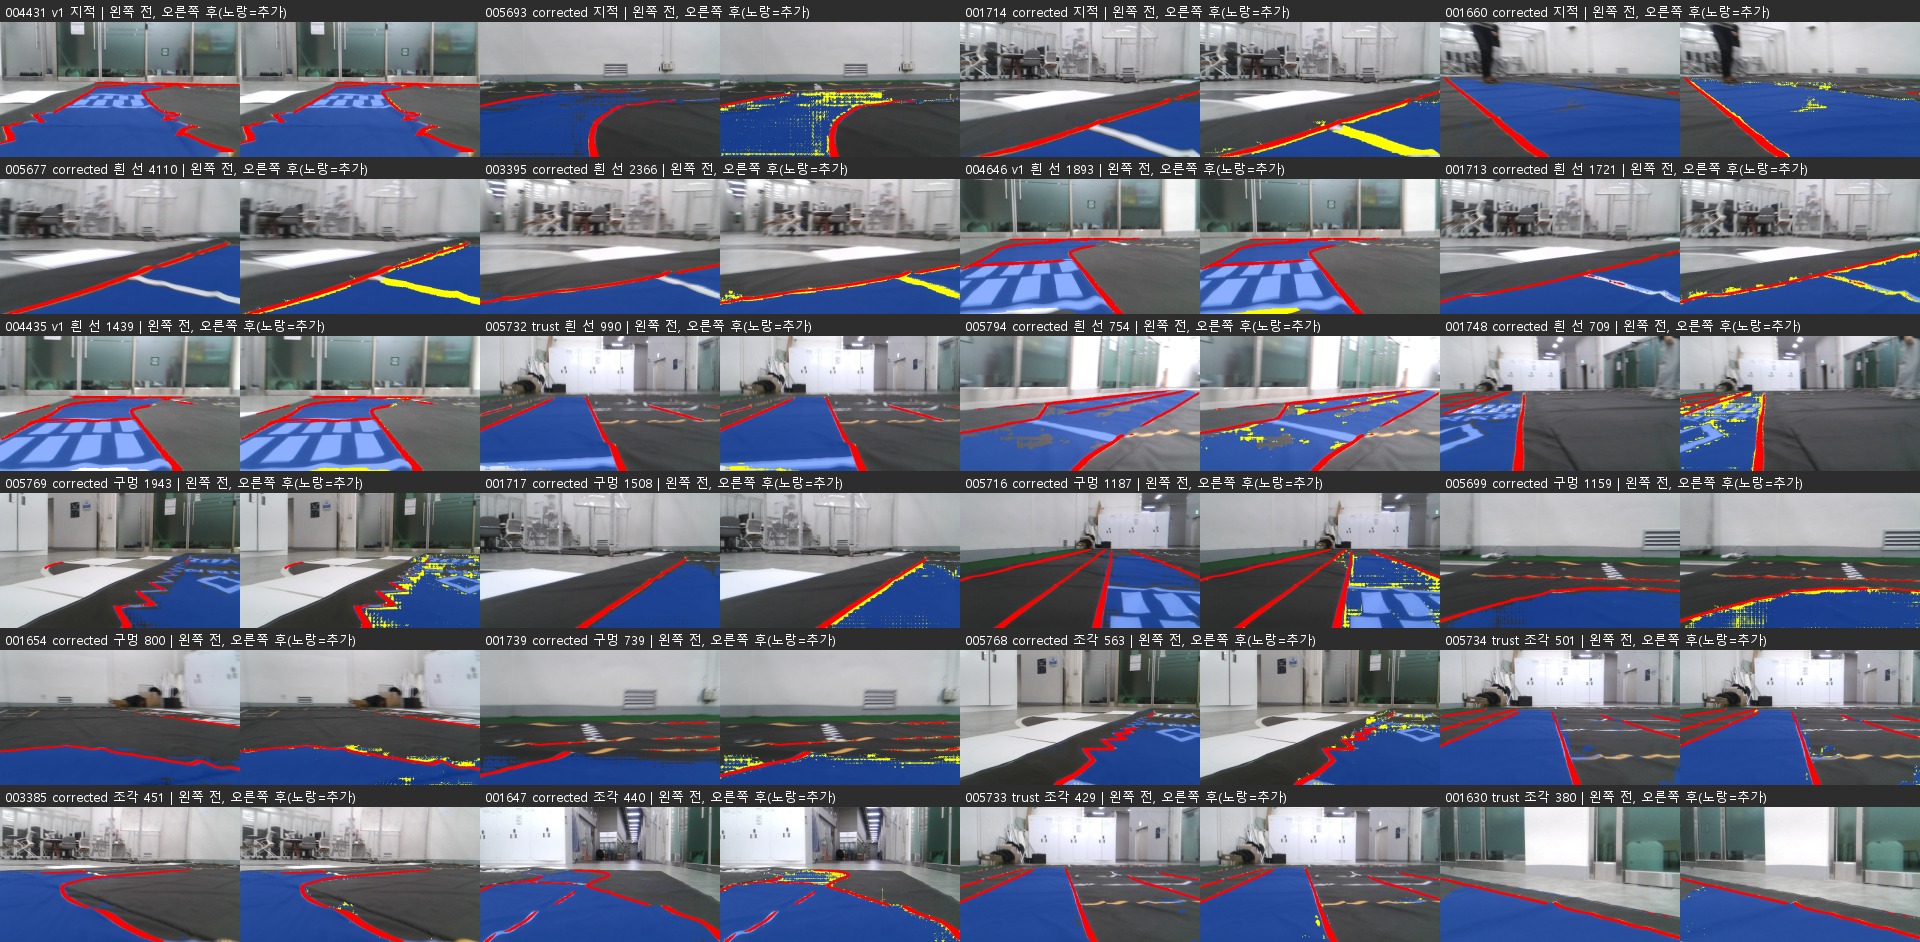 004431 v1 지적 | 왼쪽 전, 오른쪽 후(노랑=추가)
005693 corrected 지적 | 왼쪽 전, 오른쪽 후(노랑=추가)
001714 corrected 지적 | 왼쪽 전, 오른쪽 후(노랑=추가)
001660 corrected 지적 | 왼쪽 전, 오른쪽 후(노랑=추가)
005677 corrected 흰 선 4110 | 왼쪽 전, 오른쪽 후(노랑=추가)
003395 corrected 흰 선 2366 | 왼쪽 전, 오른쪽 후(노랑=추가)
004646 v1 흰 선 1893 | 왼쪽 전, 오른쪽 후(노랑=추가)
001713 corrected 흰 선 1721 | 왼쪽 전, 오른쪽 후(노랑=추가)
004435 v1 흰 선 1439 | 왼쪽 전, 오른쪽 후(노랑=추가)
005732 trust 흰 선 990 | 왼쪽 전, 오른쪽 후(노랑=추가)
005794 corrected 흰 선 754 | 왼쪽 전, 오른쪽 후(노랑=추가)
001748 corrected 흰 선 709 | 왼쪽 전, 오른쪽 후(노랑=추가)
005769 corrected 구멍 1943 | 왼쪽 전, 오른쪽 후(노랑=추가)
001717 corrected 구멍 1508 | 왼쪽 전, 오른쪽 후(노랑=추가)
005716 corrected 구멍 1187 | 왼쪽 전, 오른쪽 후(노랑=추가)
005699 corrected 구멍 1159 | 왼쪽 전, 오른쪽 후(노랑=추가)
001654 corrected 구멍 800 | 왼쪽 전, 오른쪽 후(노랑=추가)
001739 corrected 구멍 739 | 왼쪽 전, 오른쪽 후(노랑=추가)
005768 corrected 조각 563 | 왼쪽 전, 오른쪽 후(노랑=추가)
005734 trust 조각 501 | 왼쪽 전, 오른쪽 후(노랑=추가)
003385 corrected 조각 451 | 왼쪽 전, 오른쪽 후(노랑=추가)
001647 corrected 조각 440 | 왼쪽 전, 오른쪽 후(노랑=추가)
005733 trust 조각 429 | 왼쪽 전, 오른쪽 후(노랑=추가)
001630 trust 조각 380 | 왼쪽 전, 오른쪽 후(노랑=추가)